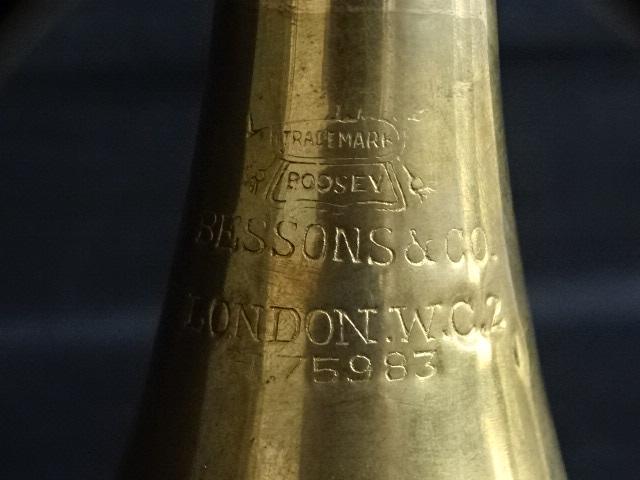 TRADEMARK
BOOSEY
BESSONS & CO.
LONDON.W.C.2
75983